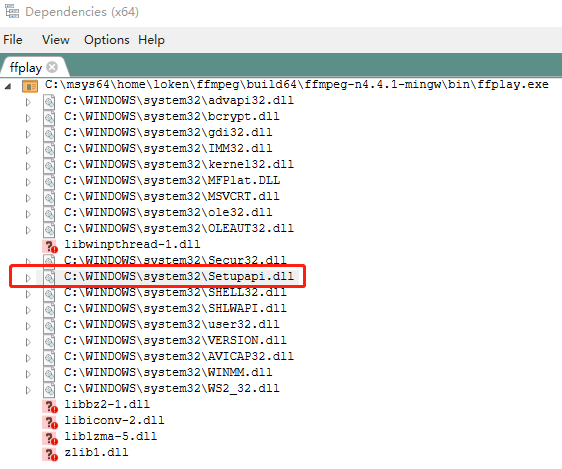 Dependencies (x64)
File View Options Help
ffplay
C:\msys64\home\loken\ffmpeg\build64\ffmpeg-n4.4.1-mingw\bin\ffplay.exe
C:\WINDOWS\system32\advapi32.dll
C:\WINDOWS\system32\bcrypt.dll
C:\WINDOWS\system32\gdi32.dll
C:\WINDOWS\system32\IMM32.dll
C:\WINDOWS\system32\kernel32.dll
C:\WINDOWS\system32\MFPlat.DLL
C:\WINDOWS\system32\MSVCRT.dll
C:\WINDOWS\system32\ole32.dll
C:\WINDOWS\system32\OLEAUT32.dll
libwinpthread-1.dll
C:\WINDOWS\system32\Secur32.dll
C:\WINDOWS\system32\Setupapi.dll
C:\WINDOWS\system32\SHELL32.dll
C:\WINDOWS\system32\SHLWAPI.dll
C:\WINDOWS\system32\user32.dll
C:\WINDOWS\system32\VERSION.dll
C:\WINDOWS\system32\AVICAP32.dll
C:\WINDOWS\system32\WINMM.dll
C:\WINDOWS\system32\WS2_32.dll
libbz2-1.dll
libiconv-2.dll
liblzma-5.dll
zlib1.dll